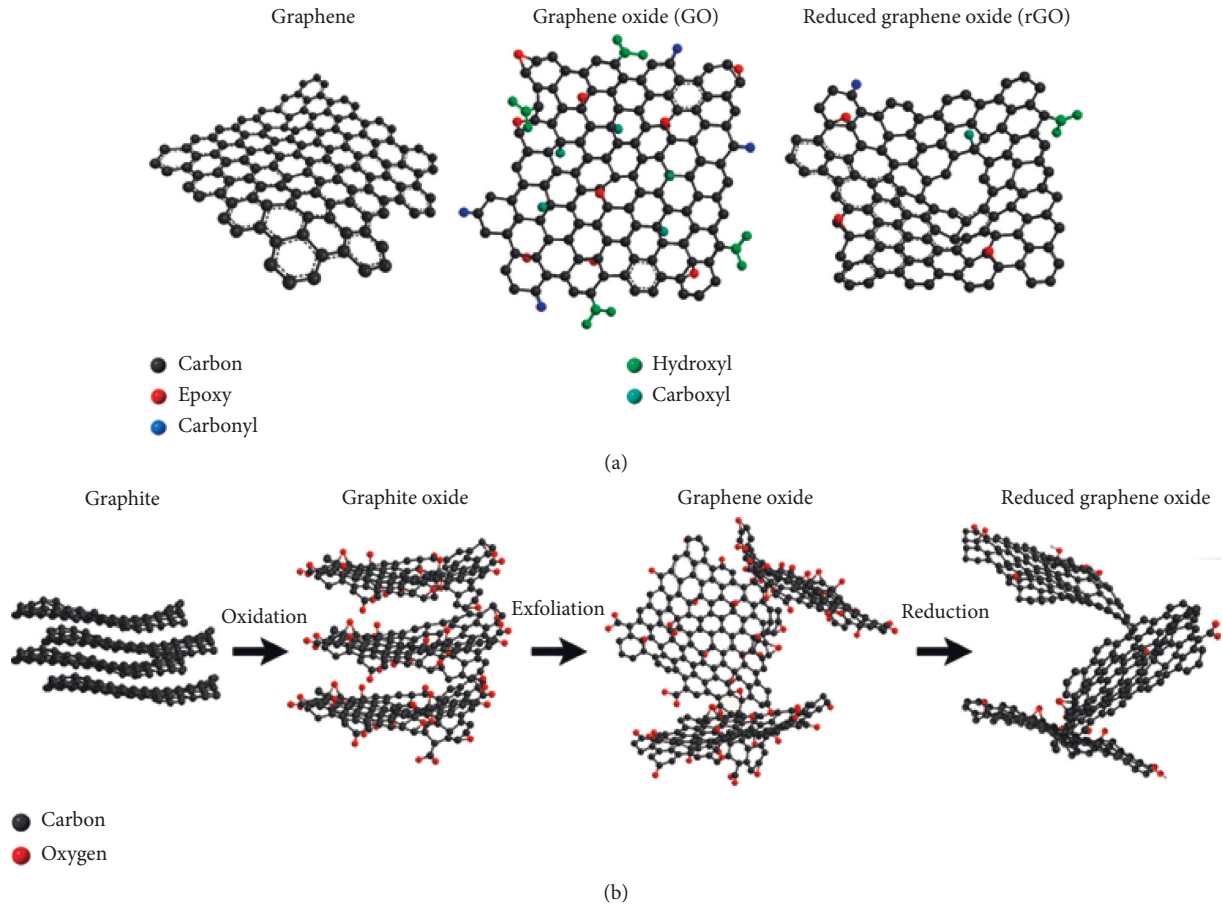 Graphene
Graphene oxide (GO)
Reduced graphene oxide (rGO)
Carbon
Epoxy
Carbonyl
Hydroxyl
Carboxyl
(a)
Graphite
Graphite oxide
Graphene oxide
Reduced graphene oxide
Oxidation
Exfoliation
Reduction
Carbon
Oxygen
(b)